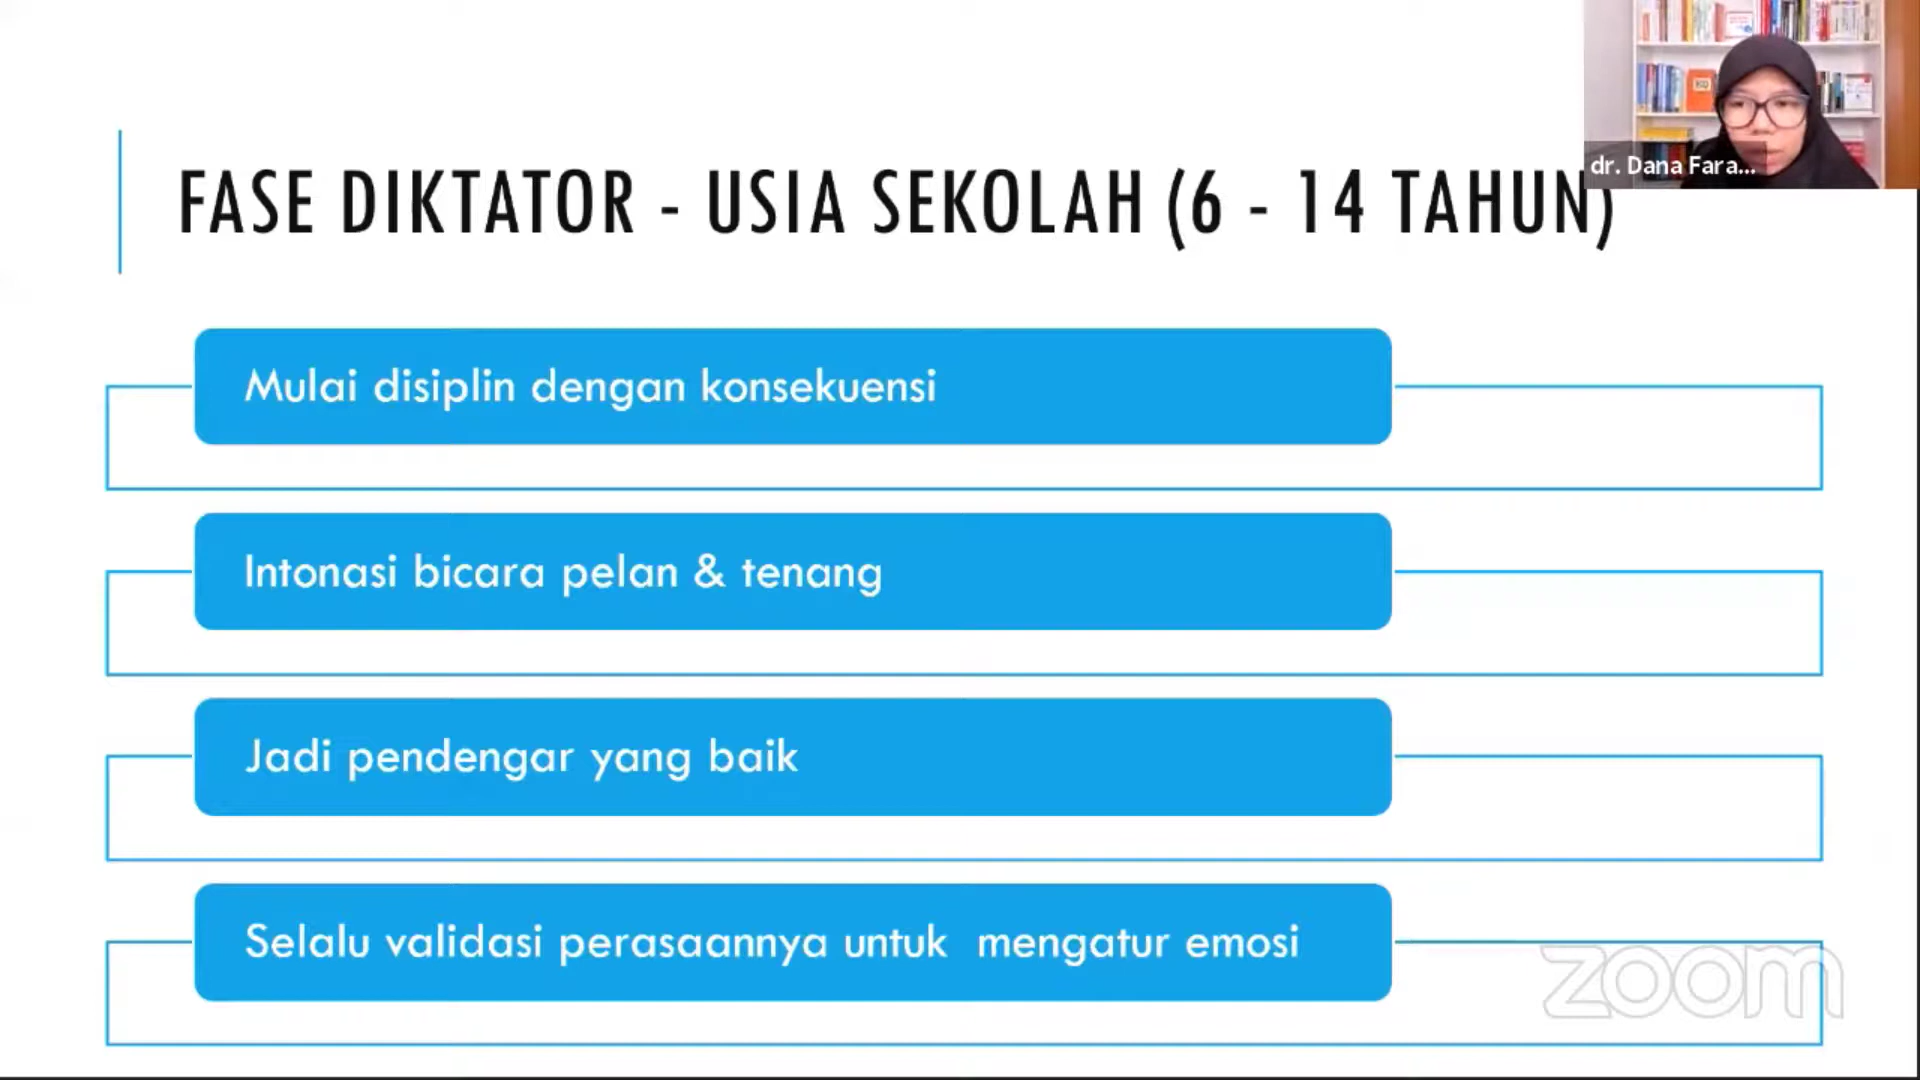 dr. Dana Fara...
FASE DIKTATOR - USIA SEKOLAH (6 - 14 TAHUN)
Mulai disiplin dengan konsekuensi
Intonasi bicara pelan & tenang
Jadi pendengar yang baik
Selalu validasi perasaannya untuk  mengatur emosi
zoom